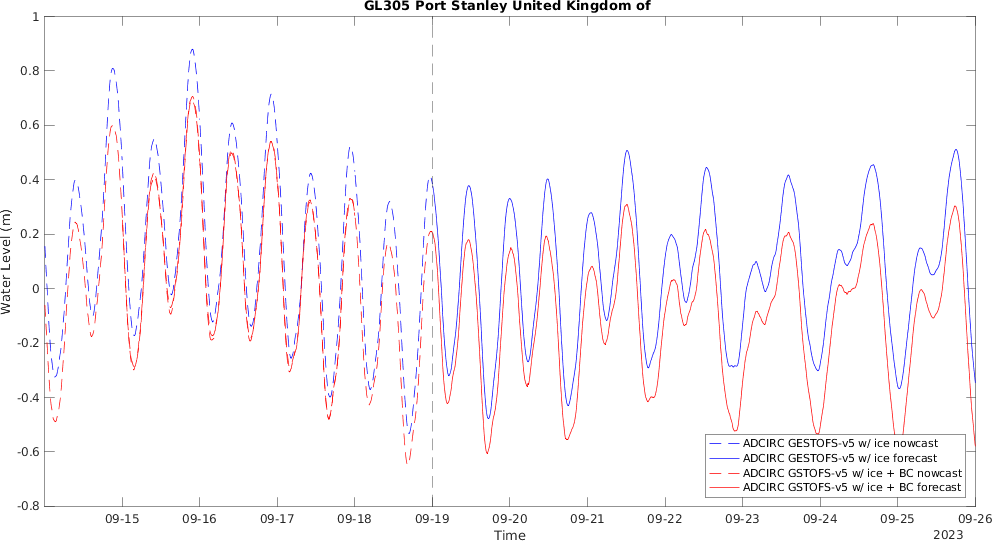 GL305 Port Stanley United Kingdom of
Water Level (m)
1
0.8
0.6
0.4
0.2
0
-0.2
-0.4
-0.6
-0.8
ADCIRC GESTOFS-v5 w/ ice nowcast
ADCIRC GESTOFS-v5 w/ ice forecast
ADCIRC GSTOFS-v5 w/ ice + BC nowcast
ADCIRC GSTOFS-v5 w/ ice + BC forecast
09-15 09-16 09-17 09-18 09-19 09-20 09-21 09-22 09-23 09-24 09-25 09-26
Time
2023